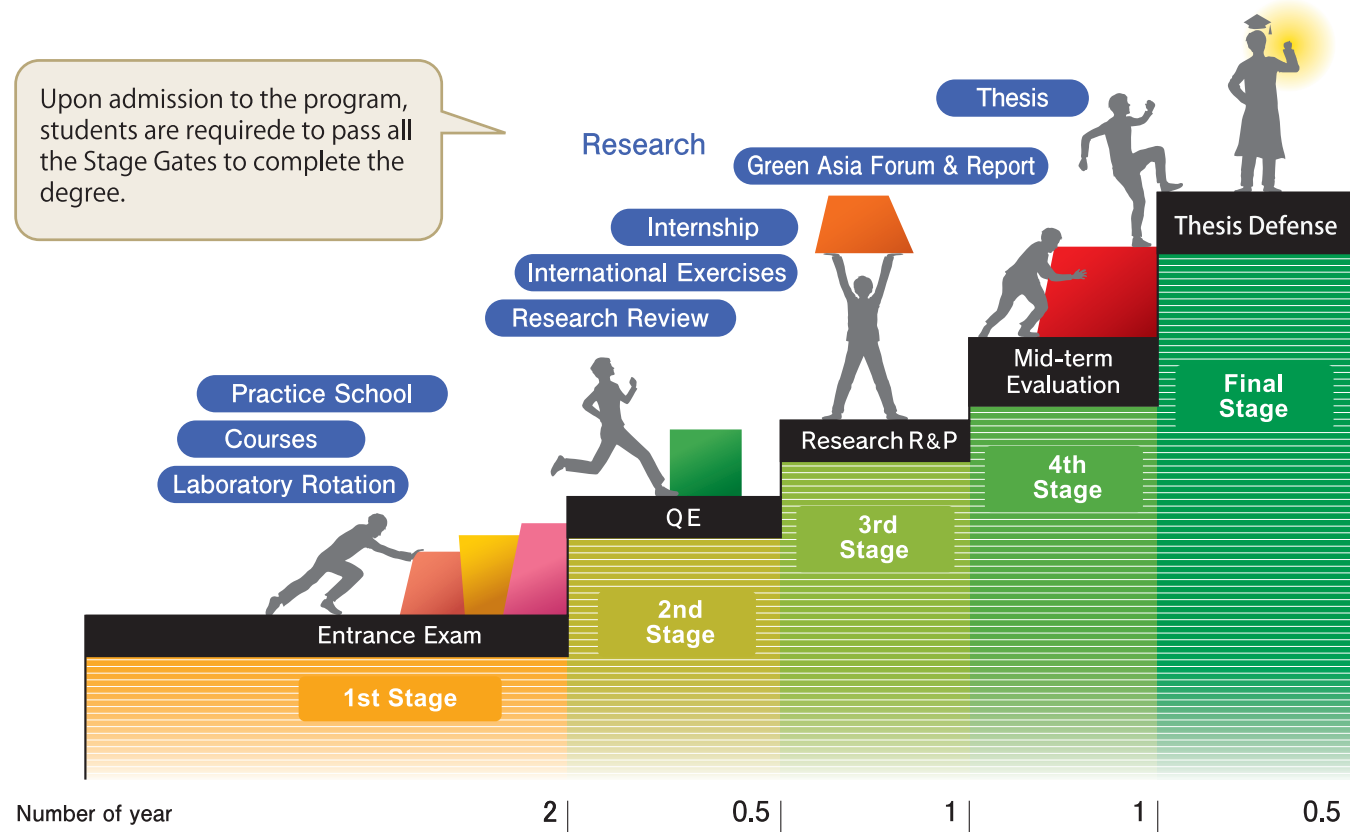 Upon admission to the program,
students are requirede to pass all
the Stage Gates to complete the
degree.
Research
Thesis
Green Asia Forum & Report
Internship
International Exercises
Research Review
Practice School
Courses
Laboratory Rotation
Entrance Exam
1st Stage
QE
2nd
Stage
Research R&P
3rd
Stage
Mid-term
Evaluation
4th
Stage
Thesis Defense
Final
Stage
Number of year 2 0.5 1 1 0.5